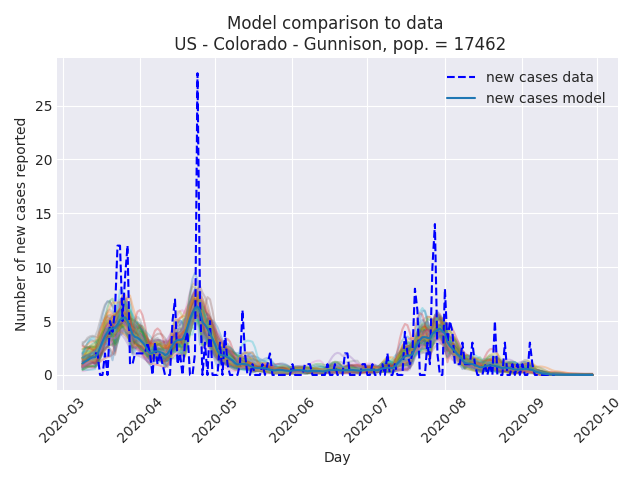 Model comparison to data
US - Colorado - Gunnison, pop. = 17462
new cases data
new cases model
Number of new cases reported
25
20
15
10
5
0
2020-03
2020-04
2020-05
2020-06
2020-07
2020-08
2020-09
2020-10
Day